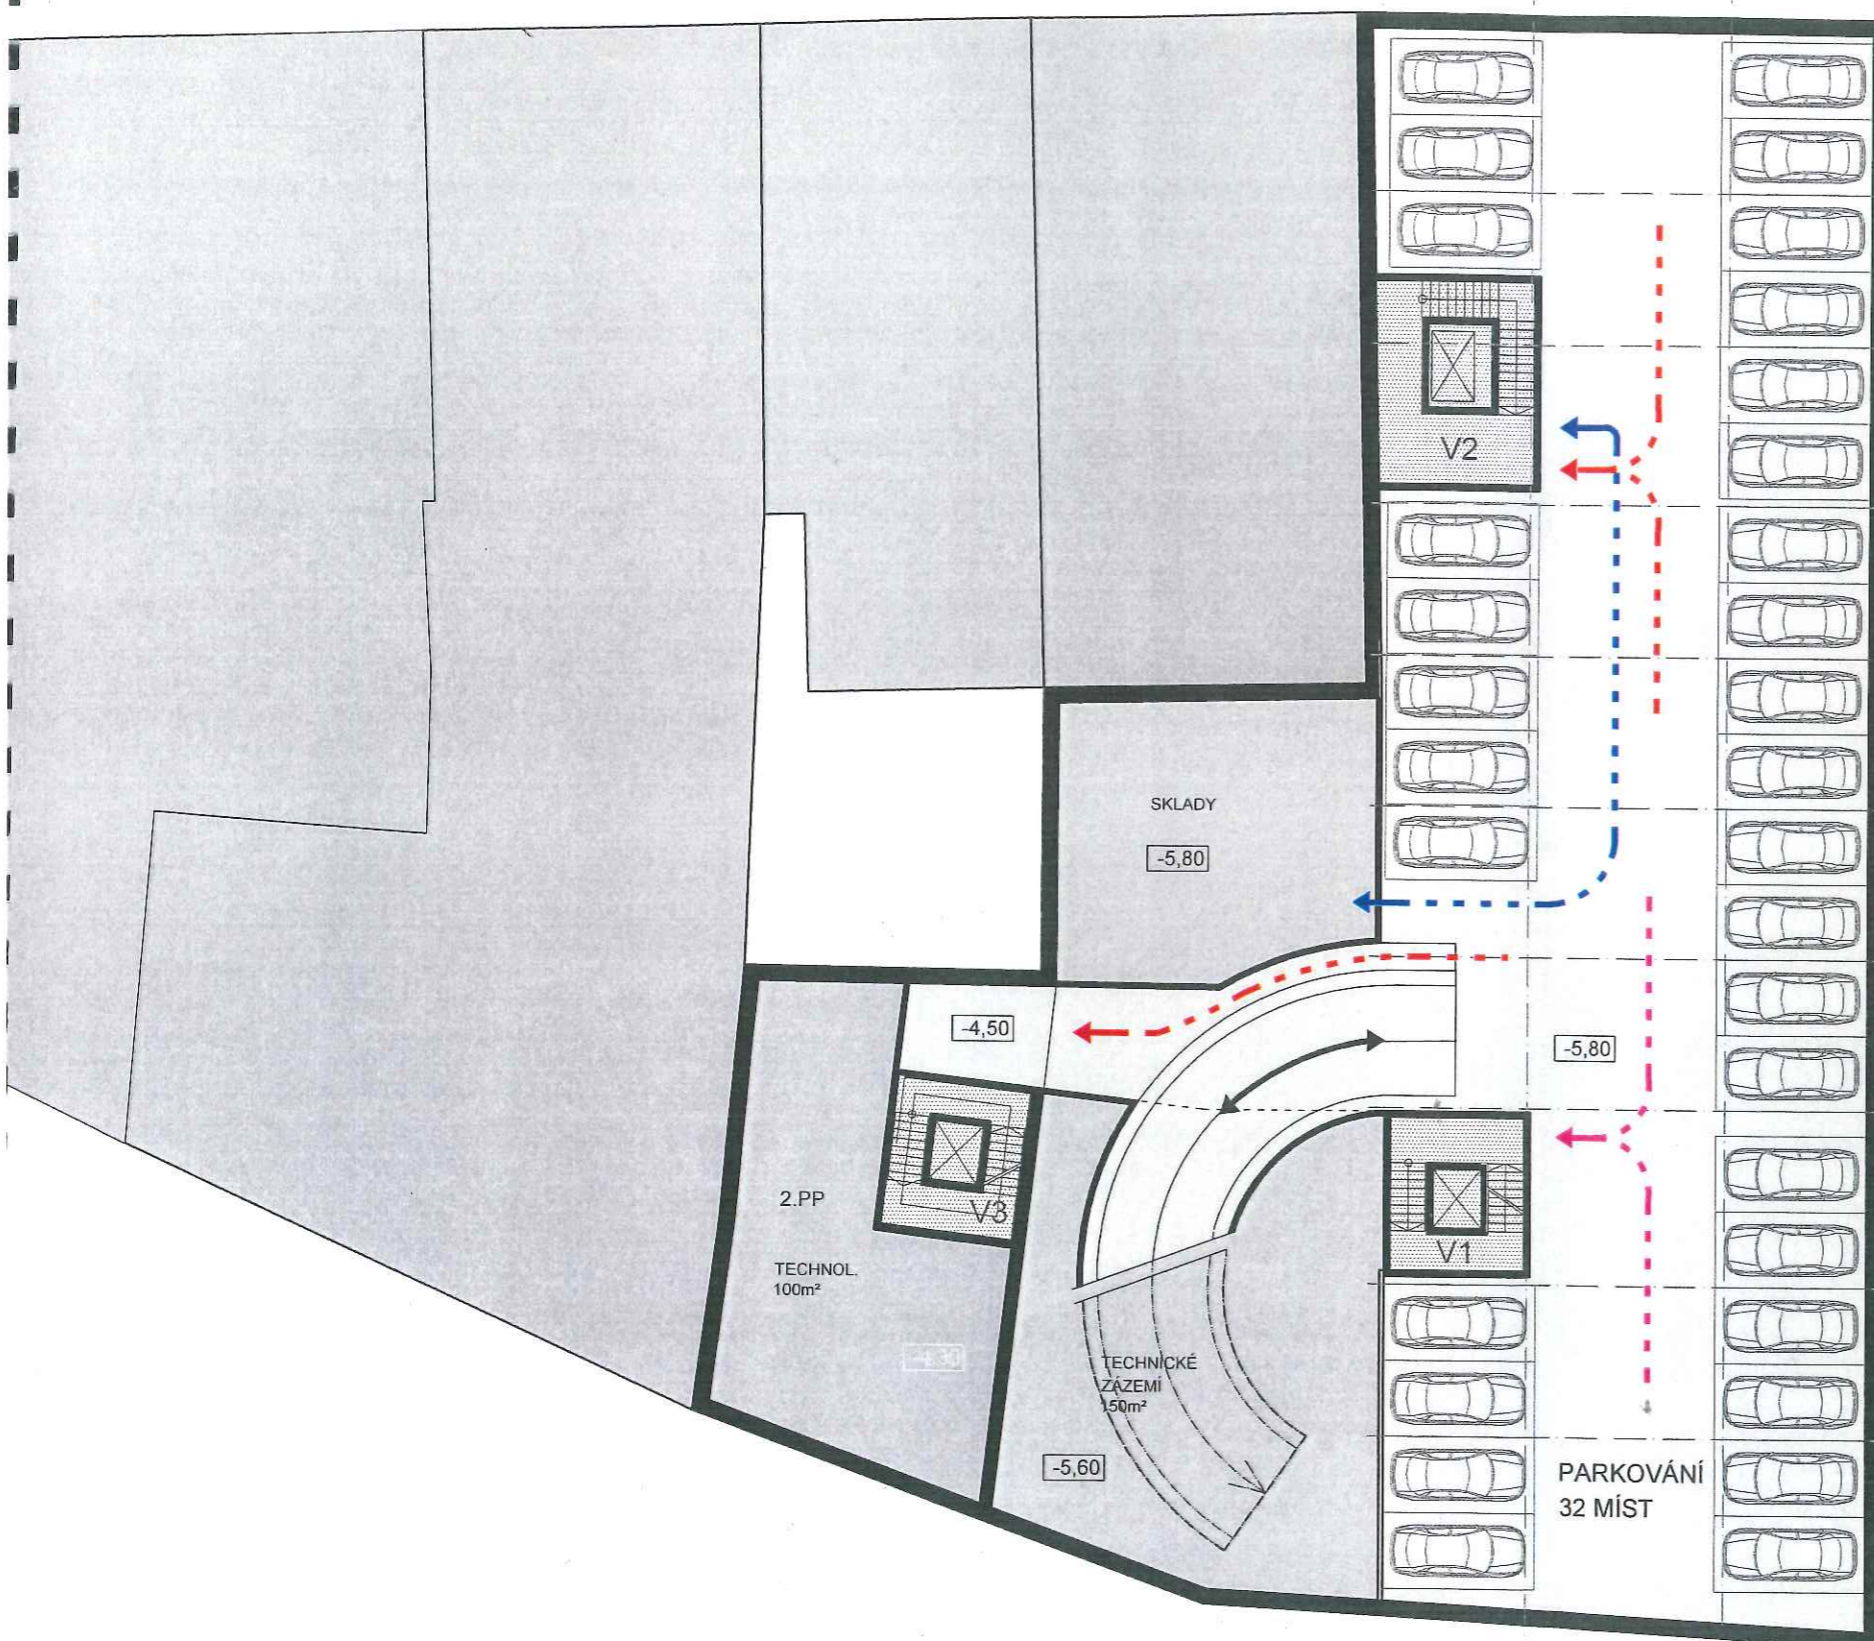 V2
SKLADY
-5,80
-4,50
-5,80
2.PP
V3
V1
TECHNOL.
100m²
TECHNICKÉ
ZÁZEMÍ
150m²
-5,60
PARKOVÁNÍ
32 MÍST